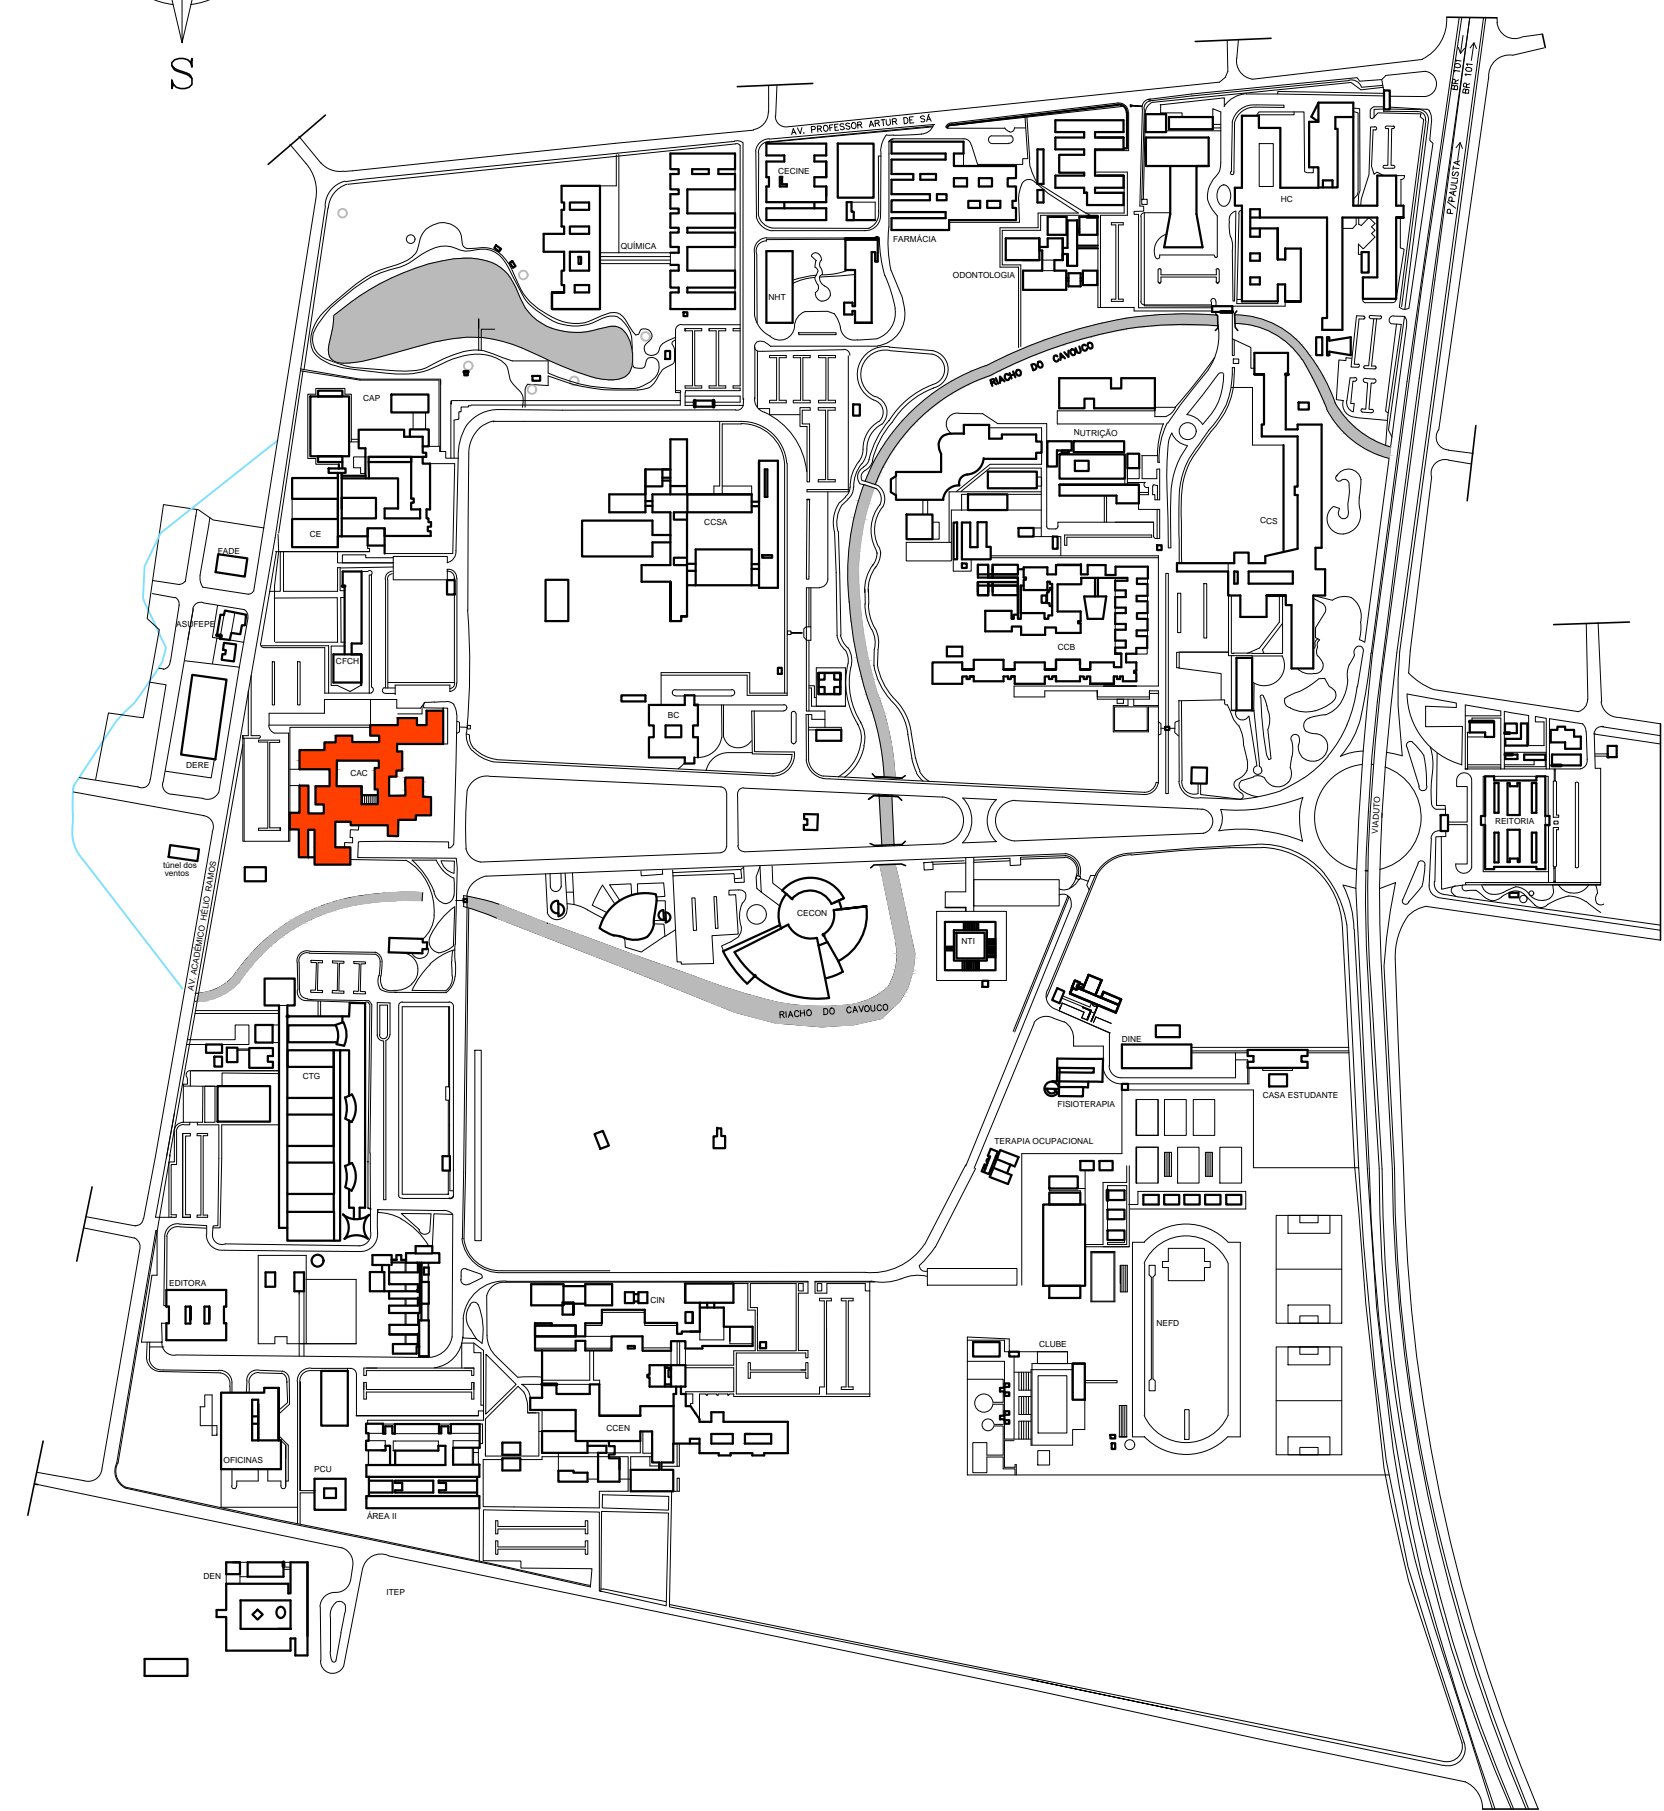 S
BR 101
BR 101
P/PAULISTA
AV. PROFESSOR ARTUR DE SÁ
CECINE
HC
FARMÁCIA
QUÍMICA
ODONTOLOGIA
NHT
RIACHO DO CAVOUCO
CAP
NUTRIÇÃO
CCSA
CCS
CE
FADE
ASUFEPE
CCB
CFCH
BC
DERE
CAC
VIADUTO
REITORIA
túnel dos
ventos
AV. ACADÊMICO HÉLIO RAMOS
CECON
NTI
RIACHO DO CAVOUCO
DINE
CTG
CASA ESTUDANTE
FISIOTERAPIA
TERAPIA OCUPACIONAL
EDITORA
CIN
NEFD
CLUBE
CCEN
OFICINAS
PCU
ÁREA II
DEN
ITEP